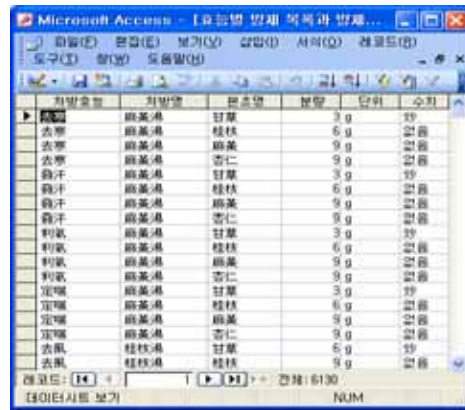 Microsoft Access - [효능별 방제 목록과 방제...
파일(F) 편집(E) 보기(V) 삽입(I) 서식(O) 레코드(R)
도구(T) 창(W) 도움말(H)
처방효능 처방명 본초명 분량 단위 수치
去寒 麻黃湯 甘草 3 g 炒
去寒 麻黃湯 桂枝 6 g 없음
去寒 麻黃湯 麻黃 9 g 없음
去寒 麻黃湯 杏仁 9 g 없음
發汗 麻黃湯 甘草 3 g 炒
發汗 麻黃湯 桂枝 6 g 없음
發汗 麻黃湯 麻黃 9 g 없음
發汗 麻黃湯 杏仁 9 g 없음
利氣 麻黃湯 甘草 3 g 炒
利氣 麻黃湯 桂枝 6 g 없음
利氣 麻黃湯 麻黃 9 g 없음
利氣 麻黃湯 杏仁 9 g 없음
定喘 麻黃湯 甘草 3 g 炒
定喘 麻黃湯 桂枝 6 g 없음
定喘 麻黃湯 麻黃 9 g 없음
定喘 麻黃湯 杏仁 9 g 없음
去風 桂枝湯 甘草 6 g 炒
去風 桂枝湯 桂枝 9 g 없음
레코드: 1 전체: 6130
데이터시트 보기 NUM